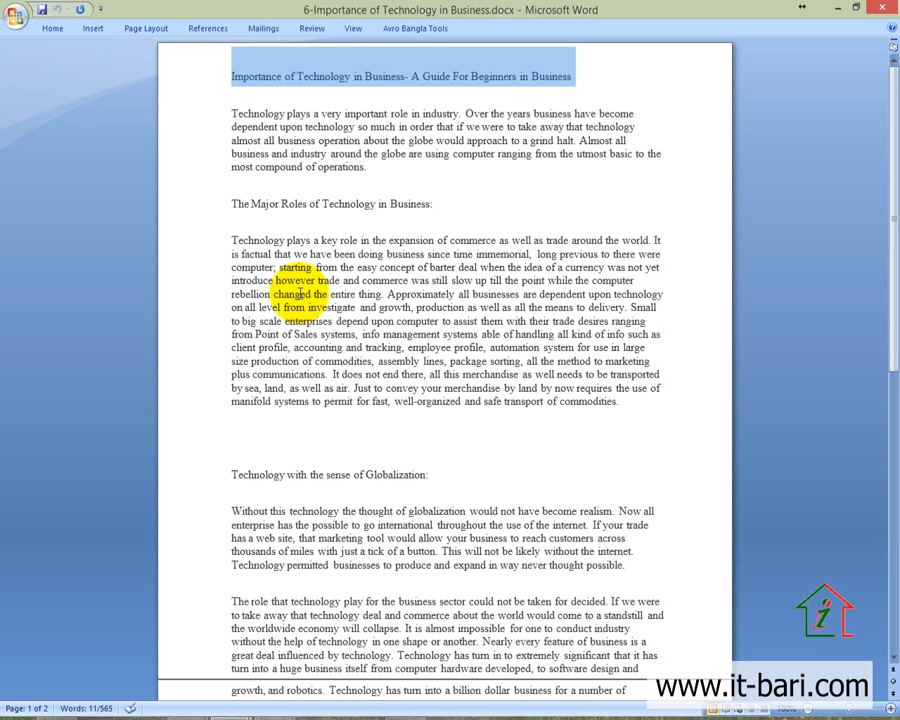 6-Importance of Technology in Business.docx - Microsoft Word
Home Insert Page Layout References Mailings Review View Avro Bangla Tools
Importance of Technology in Business- A Guide For Beginners in Business
Technology plays a very important role in industry. Over the years business have become
dependent upon technology so much in order that if we were to take away that technology
almost all business operation about the globe would approach to a grind halt. Almost all
business and industry around the globe are using computer ranging from the utmost basic to the
most compound of operations.
The Major Roles of Technology in Business:
Technology plays a key role in the expansion of commerce as well as trade around the world. It
is factual that we have been doing business since time immemorial, long previous to there were
computer; starting from the easy concept of barter deal when the idea of a currency was not yet
introduce however trade and commerce was still slow up till the point while the computer
rebellion changed the entire thing. Approximately all businesses are dependent upon technology
on all level from investigate and growth, production as well as all the means to delivery. Small
to big scale enterprises depend upon computer to assist them with their trade desires ranging
from Point of Sales systems, info management systems able of handling all kind of info such as
client profile, accounting and tracking, employee profile, automation system for use in large
size production of commodities, assembly lines, package sorting, all the method to marketing
plus communications. It does not end there, all this merchandise as well needs to be transported
by sea, land, as well as air. Just to convey your merchandise by land by now requires the use of
manifold systems to permit for fast, well-organized and safe transport of commodities.
Technology with the sense of Globalization:
Without this technology the thought of globalization would not have become realism. Now all
enterprise has the possible to go international throughout the use of the internet. If your trade
has a web site, that marketing tool would allow your business to reach customers across
thousands of miles with just a tick of a button. This will not be likely without the internet.
Technology permitted businesses to produce and expand in way never thought possible.
The role that technology play for the business sector could not be taken for decided. If we were
to take away that technology deal and commerce about the world would come to a standstill and
the worldwide economy will collapse. It is almost impossible for one to conduct industry
without the help of technology in one shape or another. Nearly every feature of business is a
great deal influenced by technology. Technology has turn in to extremely significant that it has
turn into a huge business itself from computer hardware developed, to software design and
growth, and robotics. Technology has turn into a billion dollar business for a number of
www.it-bari.com
Page: 1 of 2 Words: 11/565 100%